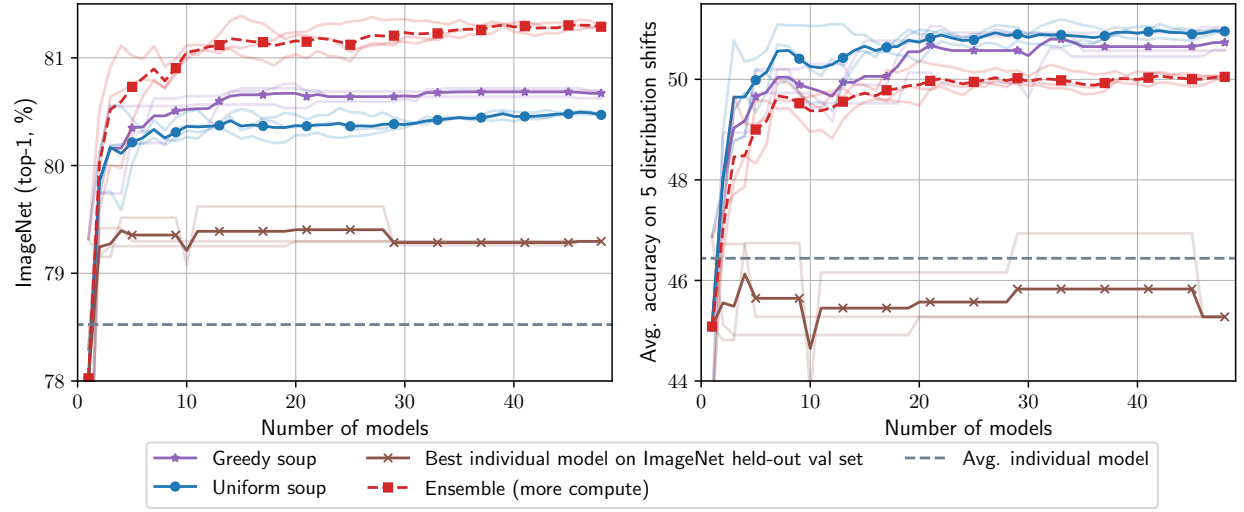 ImageNet (top-1, %)
81
80
79
78
0
10
20
30
40
Number of models
Avg. accuracy on 5 distribution shifts
50
48
46
44
0
10
20
30
40
Number of models
Greedy soup
Uniform soup
Best individual model on ImageNet held-out val set
Ensemble (more compute)
Avg. individual model